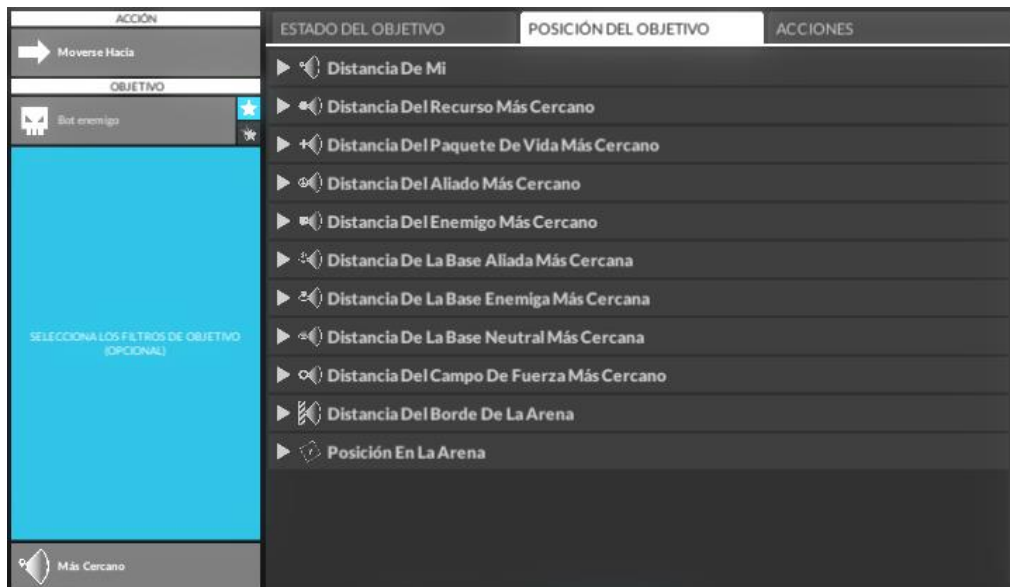 ACCIÓN
Moverse Hacia
OBJETIVO
Bot enemigo
SELECCIONA LOS FILTROS DE OBJETIVO
(OPCIONAL)
Más Cercano
ESTADO DEL OBJETIVO
POSICIÓN DEL OBJETIVO
ACCIONES
Distancia De Mi
Distancia Del Recurso Más Cercano
Distancia Del Paquete De Vida Más Cercano
Distancia Del Aliado Más Cercano
Distancia Del Enemigo Más Cercano
Distancia De La Base Aliada Más Cercana
Distancia De La Base Enemiga Más Cercana
Distancia De La Base Neutral Más Cercana
Distancia Del Campo De Fuerza Más Cercano
Distancia Del Borde De La Arena
Posición En La Arena